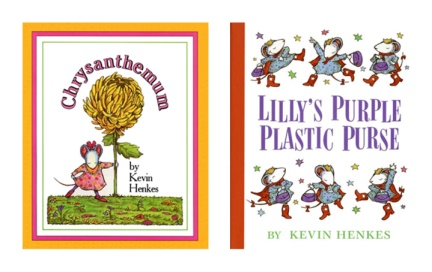 Chrysanthemum
by
Kevin
Henkes
LILLY'S PURPLE
PLASTIC PURSE
BY KEVIN HENKES